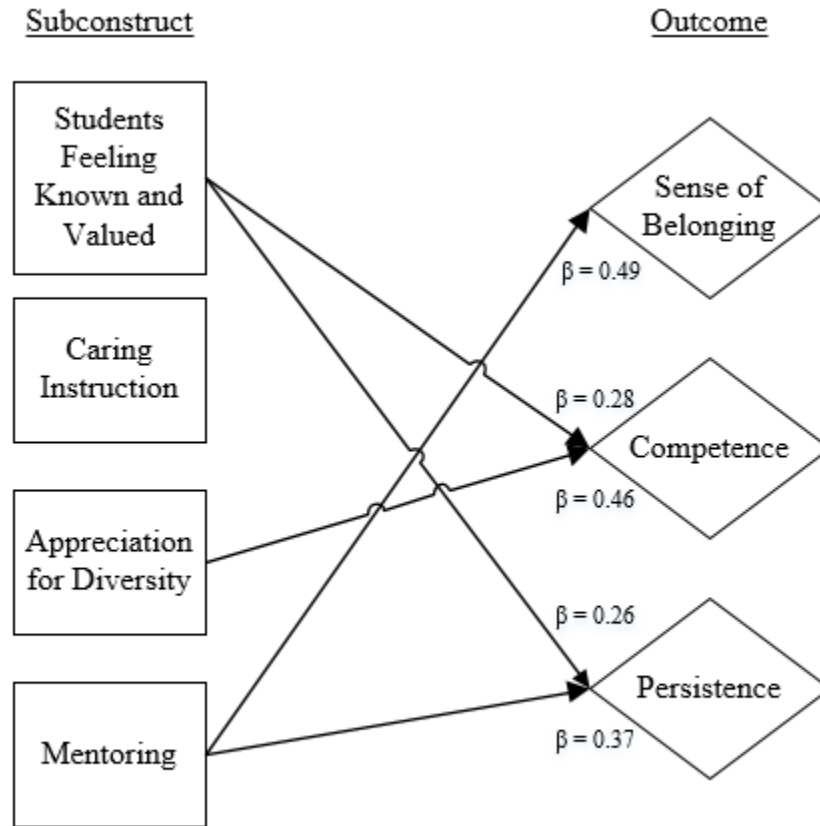 Subconstruct
Outcome
Students
Feeling
Known and
Valued
Sense of
Belonging
β = 0.49
Caring
Instruction
β = 0.28
Competence
β = 0.46
Appreciation
for Diversity
β = 0.26
Persistence
β = 0.37
Mentoring